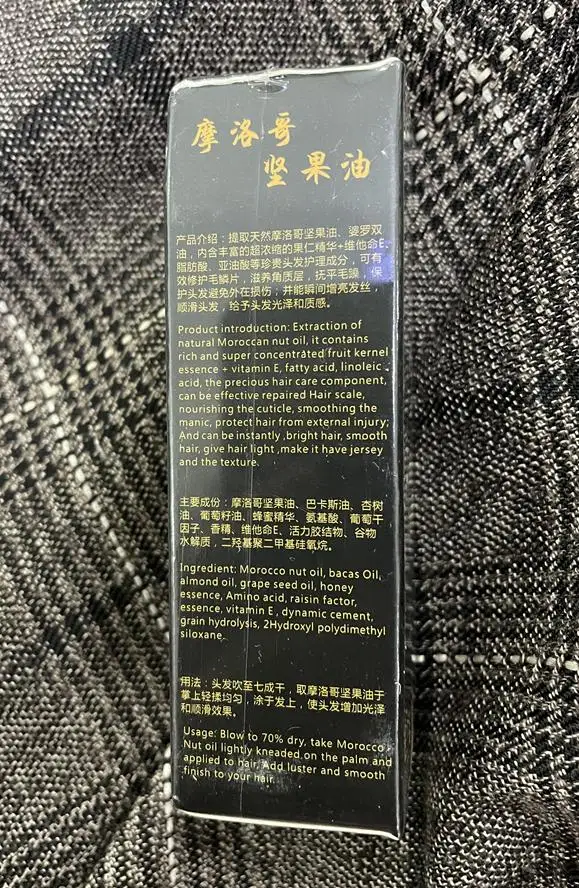 摩洛哥
坚果油
产品介绍：提取天然摩洛哥坚果油、婆罗双
油，内含丰富的超浓缩的果仁精华+维他命E、
脂肪酸、亚油酸等珍贵头发护理成分，可有
效修护毛鳞片，滋养角质层，抚平毛躁，保
护头发避免外在损伤；并能瞬间增亮发丝，
顺滑头发，给予头发光泽和质感。
Product introduction: Extraction of
natural Moroccan nut oil, it contains
rich and super concentrated fruit kernel
essence + vitamin E, fatty acid, linoleic
acid, the precious hair care component,
can be effective repaired Hair scale,
nourishing the cuticle, smoothing the
manic, protect hair from external injury;
And can be instantly ,bright hair, smooth
hair, give hair light ,make it have jersey
and the texture.
主要成份：摩洛哥坚果油、巴卡斯油、杏树
油、葡萄籽油、蜂蜜精华、氨基酸、葡萄干
因子、香精、维他命E、活力胶结物、谷物
水解质，二羟基聚二甲基硅氧烷。
Ingredient: Morocco nut oil, bacas Oil,
almond oil, grape seed oil, honey
essence, Amino acid, raisin factor,
essence, vitamin E , dynamic cement,
grain hydrolysis, 2Hydroxyl polydimethyl
siloxane.
用法：头发吹至七成干，取摩洛哥坚果油于
掌上轻揉均匀，涂于发上，使头发增加光泽
和顺滑效果。
Usage: Blow to 70% dry, take Morocco
Nut oil lightly kneaded on the palm and
applied to hair, Add luster and smooth
finish to your hair.